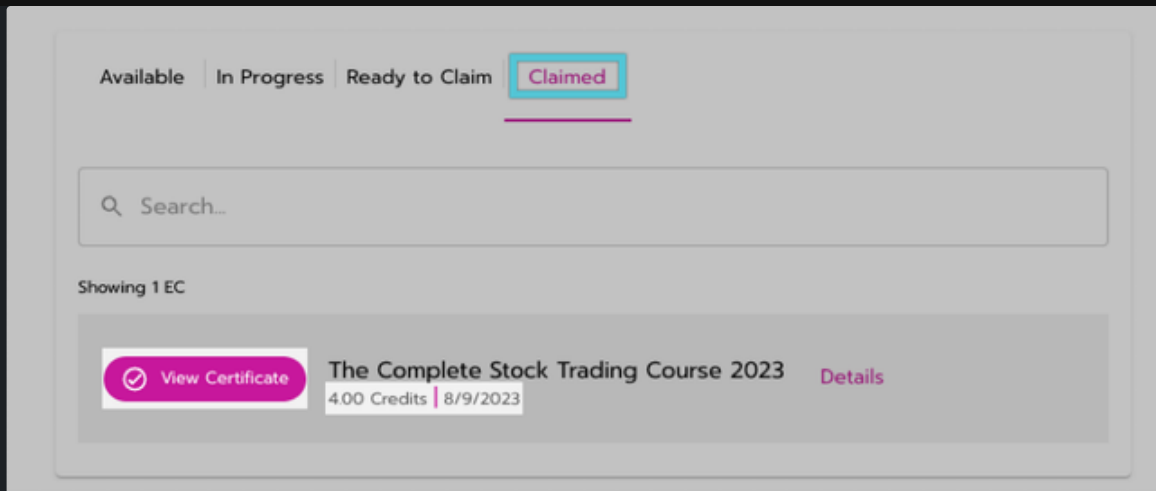 Available In Progress Ready to Claim Claimed
Search...
Showing 1 EC
View Certificate The Complete Stock Trading Course 2023 Details
4.00 Credits | 8/9/2023